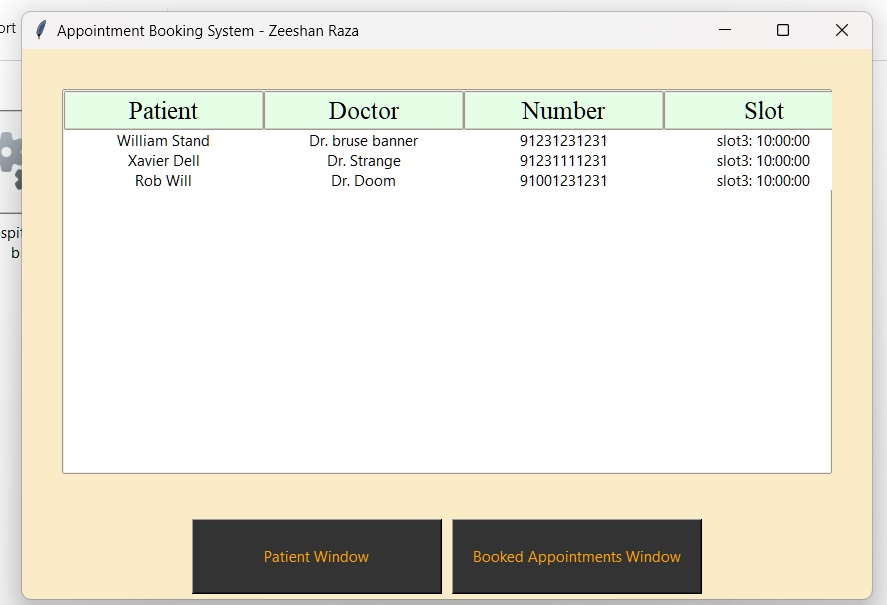 ort
Appointment Booking System - Zeeshan Raza
Patient Doctor Number Slot
William Stand Dr. bruse banner 91231231231 slot3: 10:00:00
Xavier Dell Dr. Strange 91231111231 slot3: 10:00:00
Rob Will Dr. Doom 91001231231 slot3: 10:00:00
spit
b
Patient Window Booked Appointments Window